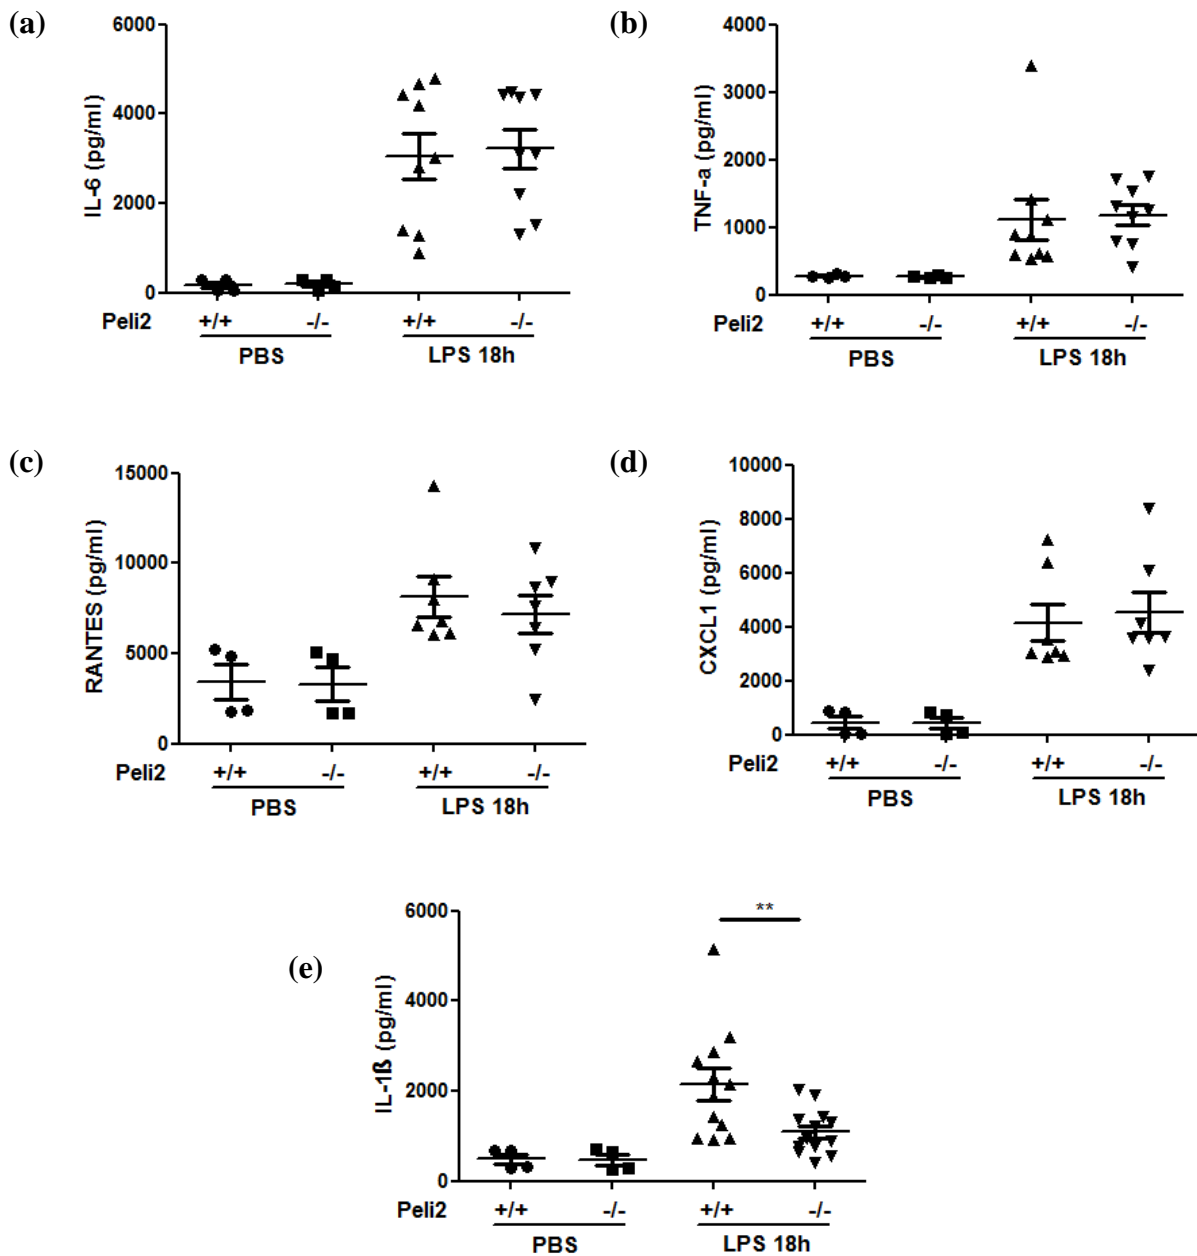 (a)
IL-6 (pg/ml)
6000
4000
2000
0
Peli2 +/+ -/- +/+ -/-
PBS LPS 18h
(b)
TNF-a (pg/ml)
4000
3000
2000
1000
0
Peli2 +/+ -/- +/+ -/-
PBS LPS 18h
(c)
RANTES (pg/ml)
15000
10000
5000
0
Peli2 +/+ -/- +/+ -/-
PBS LPS 18h
(d)
CXCL1 (pg/ml)
10000
8000
6000
4000
2000
0
Peli2 +/+ -/- +/+ -/-
PBS LPS 18h
(e)
IL-1ß (pg/ml)
6000
4000
2000
0
**
Peli2 +/+ -/- +/+ -/-
PBS LPS 18h